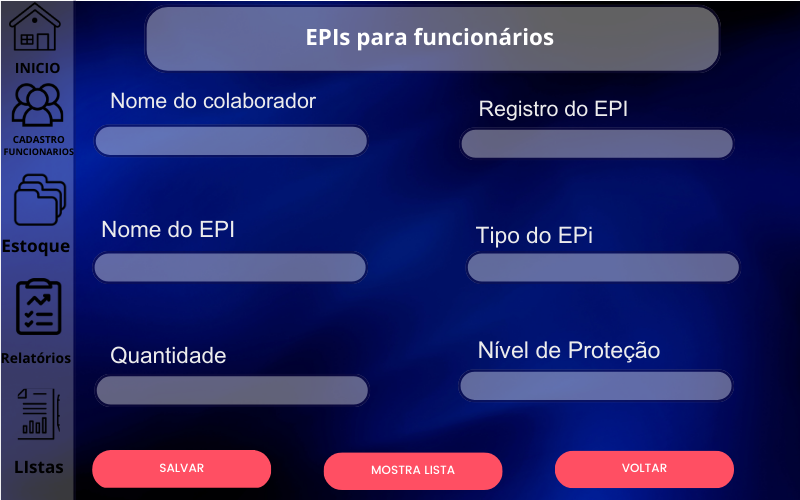 EPIs para funcionários
INICIO
CADASTRO
FUNCIONARIOS
Estoque
Relatórios
LIstas
Nome do colaborador
Registro do EPI
Nome do EPI
Tipo do EPi
Quantidade
Nível de Proteção
SALVAR
MOSTRA LISTA
VOLTAR